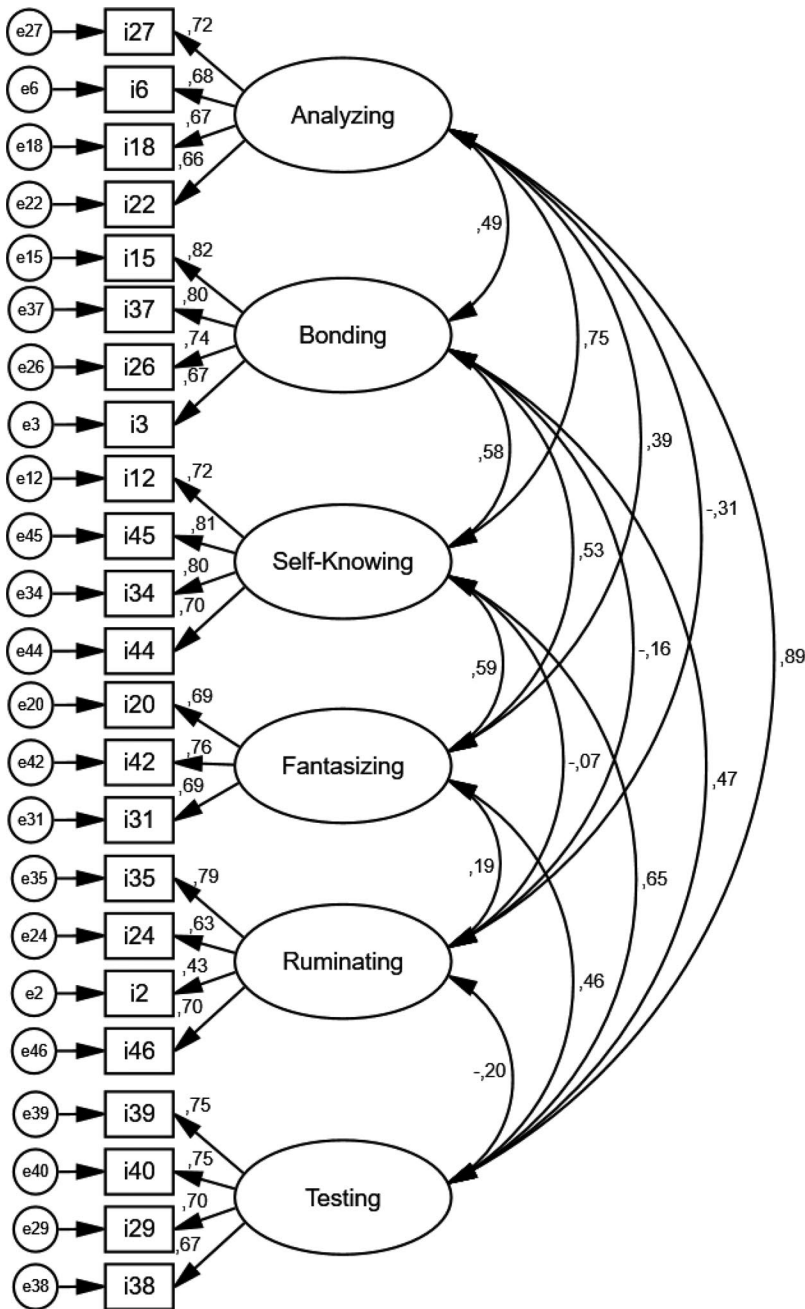 e27 i27 ,72
e6 i6 ,68
Analyzing
e18 i18 ,67
e22 i22 ,66
,49
e15 i15 ,82
e37 i37 ,80
Bonding
,75
e26 i26 ,74
e3 i3 ,67
,58
,39
e12 i12 ,72
-,31
e45 i45 ,81
,53
Self-Knowing
e34 i34 ,80
e44 i44 ,70
-,16
,89
,59
e20 i20 ,69
e42 i42 ,76
Fantasizing
-,07
,47
e31 i31 ,69
e35 i35 ,79
,19
,65
e24 i24 ,63
Ruminating
e2 i2 ,43
,46
e46 i46 ,70
-,20
e39 i39 ,75
e40 i40 ,75
Testing
e29 i29 ,70
e38 i38 ,67